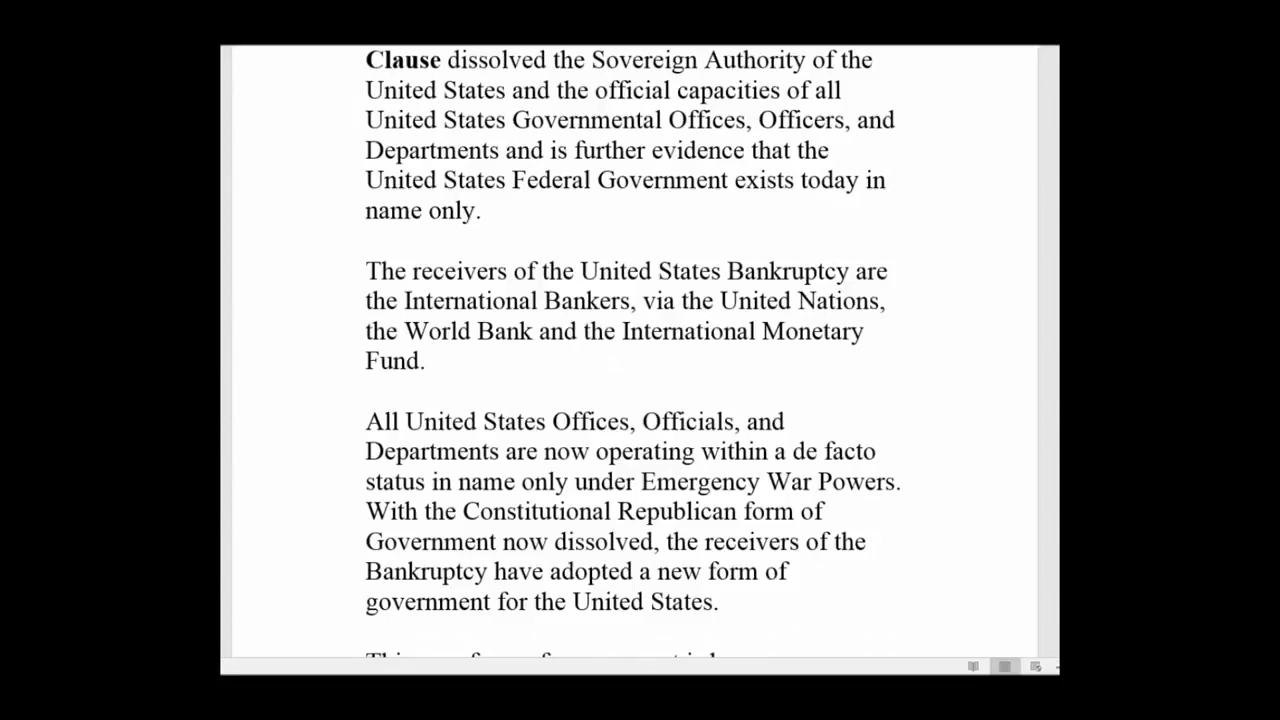 Clause dissolved the Sovereign Authority of the
United States and the official capacities of all
United States Governmental Offices, Officers, and
Departments and is further evidence that the
United States Federal Government exists today in
name only.
The receivers of the United States Bankruptcy are
the International Bankers, via the United Nations,
the World Bank and the International Monetary
Fund.
All United States Offices, Officials, and
Departments are now operating within a de facto
status in name only under Emergency War Powers.
With the Constitutional Republican form of
Government now dissolved, the receivers of the
Bankruptcy have adopted a new form of
government for the United States.